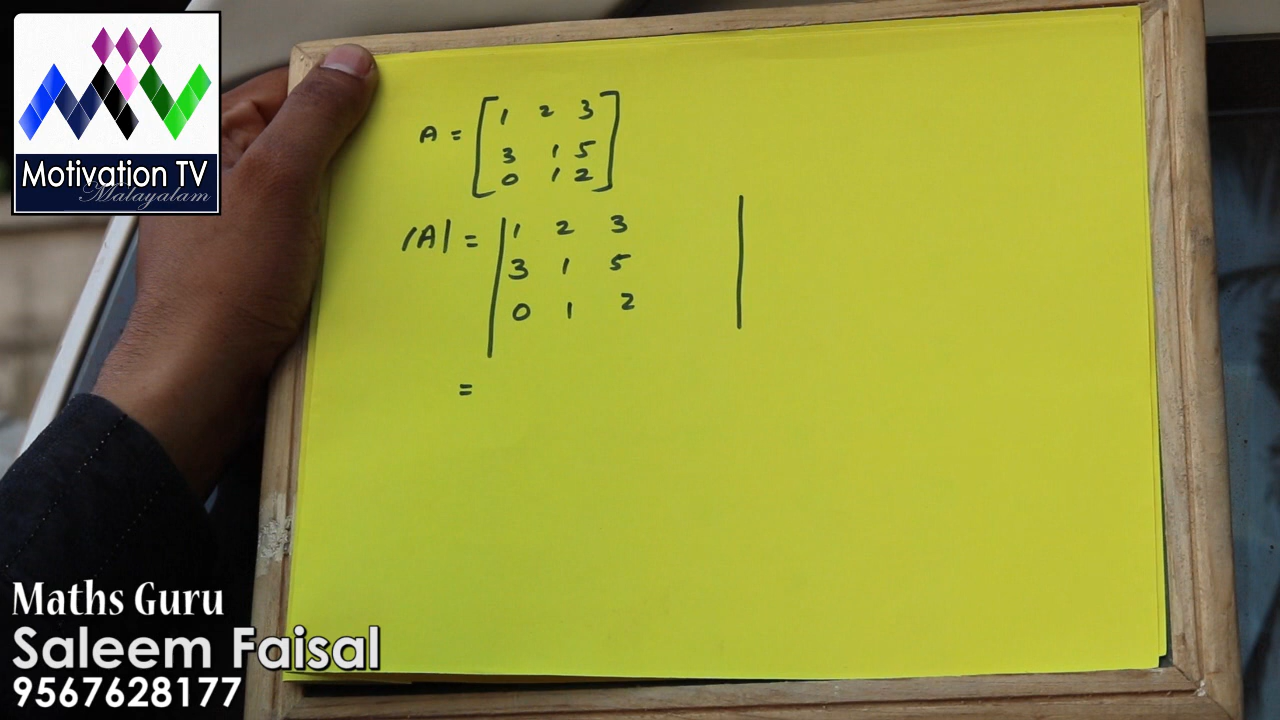 Motivation TV
Malayalam
A = [ 1 2 3
3 1 5
0 1 2 ]
|A| = | 1 2 3
3 1 5
0 1 2 |
=
Maths Guru
Saleem Faisal
9567628177